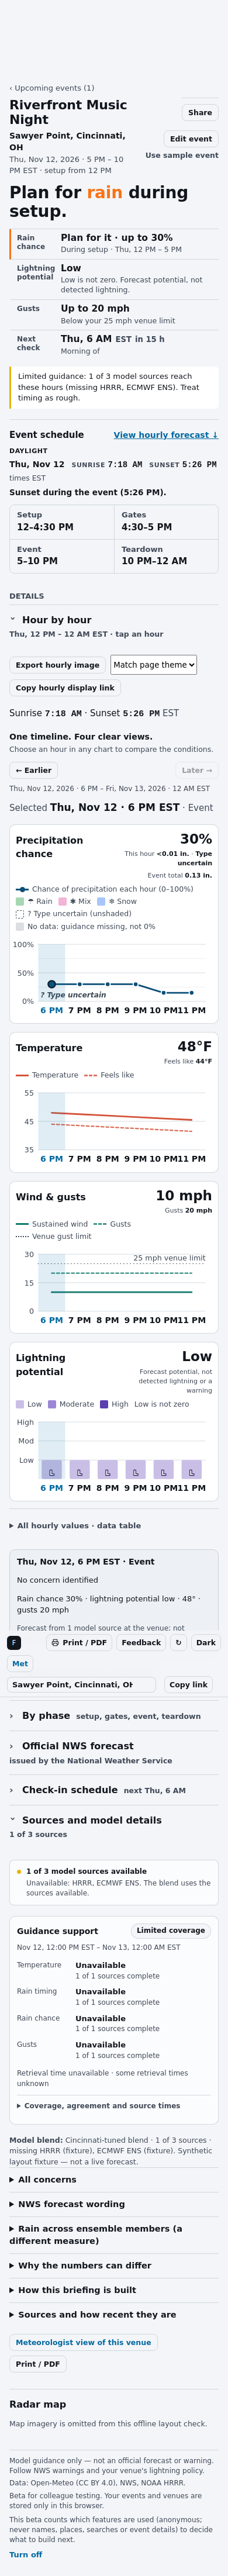 ‹ Upcoming events (1)
Riverfront Music
Night
Share
Sawyer Point, Cincinnati,
OH
Edit event
Thu, Nov 12, 2026 · 5 PM – 10
PM EST · setup from 12 PM
Use sample event
Plan for rain during
setup.
Rain
chance
Plan for it · up to 30%
During setup · Thu, 12 PM – 5 PM
Lightning
potential
Low
Low is not zero. Forecast potential, not
detected lightning.
Gusts
Up to 20 mph
Below your 25 mph venue limit
Next
check
Thu, 6 AM EST in 15 h
Morning of
Limited guidance: 1 of 3 model sources reach
these hours (missing HRRR, ECMWF ENS). Treat
timing as rough.
Event schedule
View hourly forecast ↓
DAYLIGHT
Thu, Nov 12 SUNRISE 7:18 AM SUNSET 5:26 PM
times EST
Sunset during the event (5:26 PM).
Setup
12–4:30 PM
Gates
4:30–5 PM
Event
5–10 PM
Teardown
10 PM–12 AM
DETAILS
Hour by hour
Thu, 12 PM – 12 AM EST · tap an hour
Export hourly image
Match page theme
Copy hourly display link
Sunrise 7:18 AM · Sunset 5:26 PM EST
One timeline. Four clear views.
Choose an hour in any chart to compare the conditions.
← Earlier
Later →
Thu, Nov 12, 2026 · 6 PM – Fri, Nov 13, 2026 · 12 AM EST
Selected Thu, Nov 12 · 6 PM EST · Event
Precipitation
chance
30%
This hour <0.01 in. · Type
uncertain
Event total 0.13 in.
Chance of precipitation each hour (0–100%)
☂ Rain ✱ Mix ❄ Snow
? Type uncertain (unshaded)
No data: guidance missing, not 0%
100%
50%
0%
? Type uncertain
6 PM 7 PM 8 PM 9 PM 10 PM 11 PM
Temperature
48°F
Feels like 44°F
Temperature Feels like
55
45
35
6 PM 7 PM 8 PM 9 PM 10 PM 11 PM
Wind & gusts
10 mph
Gusts 20 mph
Sustained wind Gusts
Venue gust limit
30
25 mph venue limit
15
0
6 PM 7 PM 8 PM 9 PM 10 PM 11 PM
Lightning
potential
Low
Forecast potential, not
detected lightning or a
warning
Low Moderate High Low is not zero
High
Mod
Low
L L L L L L
6 PM 7 PM 8 PM 9 PM 10 PM 11 PM
▸ All hourly values · data table
Thu, Nov 12, 6 PM EST · Event
No concern identified
Rain chance 30% · lightning potential low · 48° ·
gusts 20 mph
Forecast from 1 model source at the venue; not
F
Print / PDF
Feedback
↻
Dark
Met
Sawyer Point, Cincinnati, OH
Copy link
› By phase setup, gates, event, teardown
› Official NWS forecast
issued by the National Weather Service
› Check-in schedule next Thu, 6 AM
Sources and model details
1 of 3 sources
1 of 3 model sources available
Unavailable: HRRR, ECMWF ENS. The blend uses the
sources available.
Guidance support
Limited coverage
Nov 12, 12:00 PM EST – Nov 13, 12:00 AM EST
Temperature
Unavailable
1 of 1 sources complete
Rain timing
Unavailable
1 of 1 sources complete
Rain chance
Unavailable
1 of 1 sources complete
Gusts
Unavailable
1 of 1 sources complete
Retrieval time unavailable · some retrieval times
unknown
▸ Coverage, agreement and source times
Model blend: Cincinnati-tuned blend · 1 of 3 sources ·
missing HRRR (fixture), ECMWF ENS (fixture). Synthetic
layout fixture — not a live forecast.
▸ All concerns
▸ NWS forecast wording
▸ Rain across ensemble members (a
different measure)
▸ Why the numbers can differ
▸ How this briefing is built
▸ Sources and how recent they are
Meteorologist view of this venue
Print / PDF
Radar map
Map imagery is omitted from this offline layout check.
Model guidance only — not an official forecast or warning.
Follow NWS warnings and your venue's lightning policy.
Data: Open-Meteo (CC BY 4.0), NWS, NOAA HRRR.
Beta for colleague testing. Your events and venues are
stored only in this browser.
This beta counts which features are used (anonymous;
never names, places, searches or event details) to decide
what to build next.
Turn off